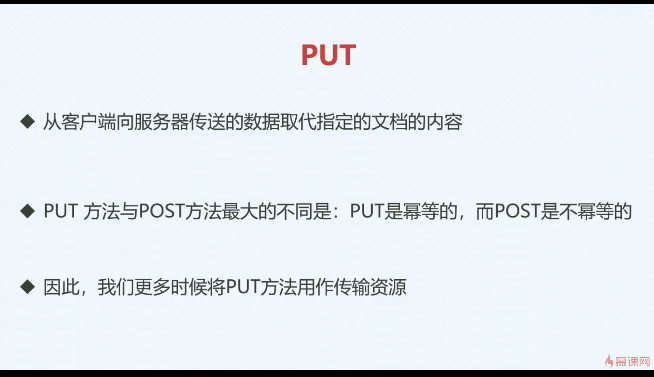 PUT
从客户端向服务器传送的数据取代指定的文档的内容
PUT 方法与POST方法最大的不同是：PUT是幂等的，而POST是不幂等的
因此，我们更多时候将PUT方法用作传输资源
慕课网